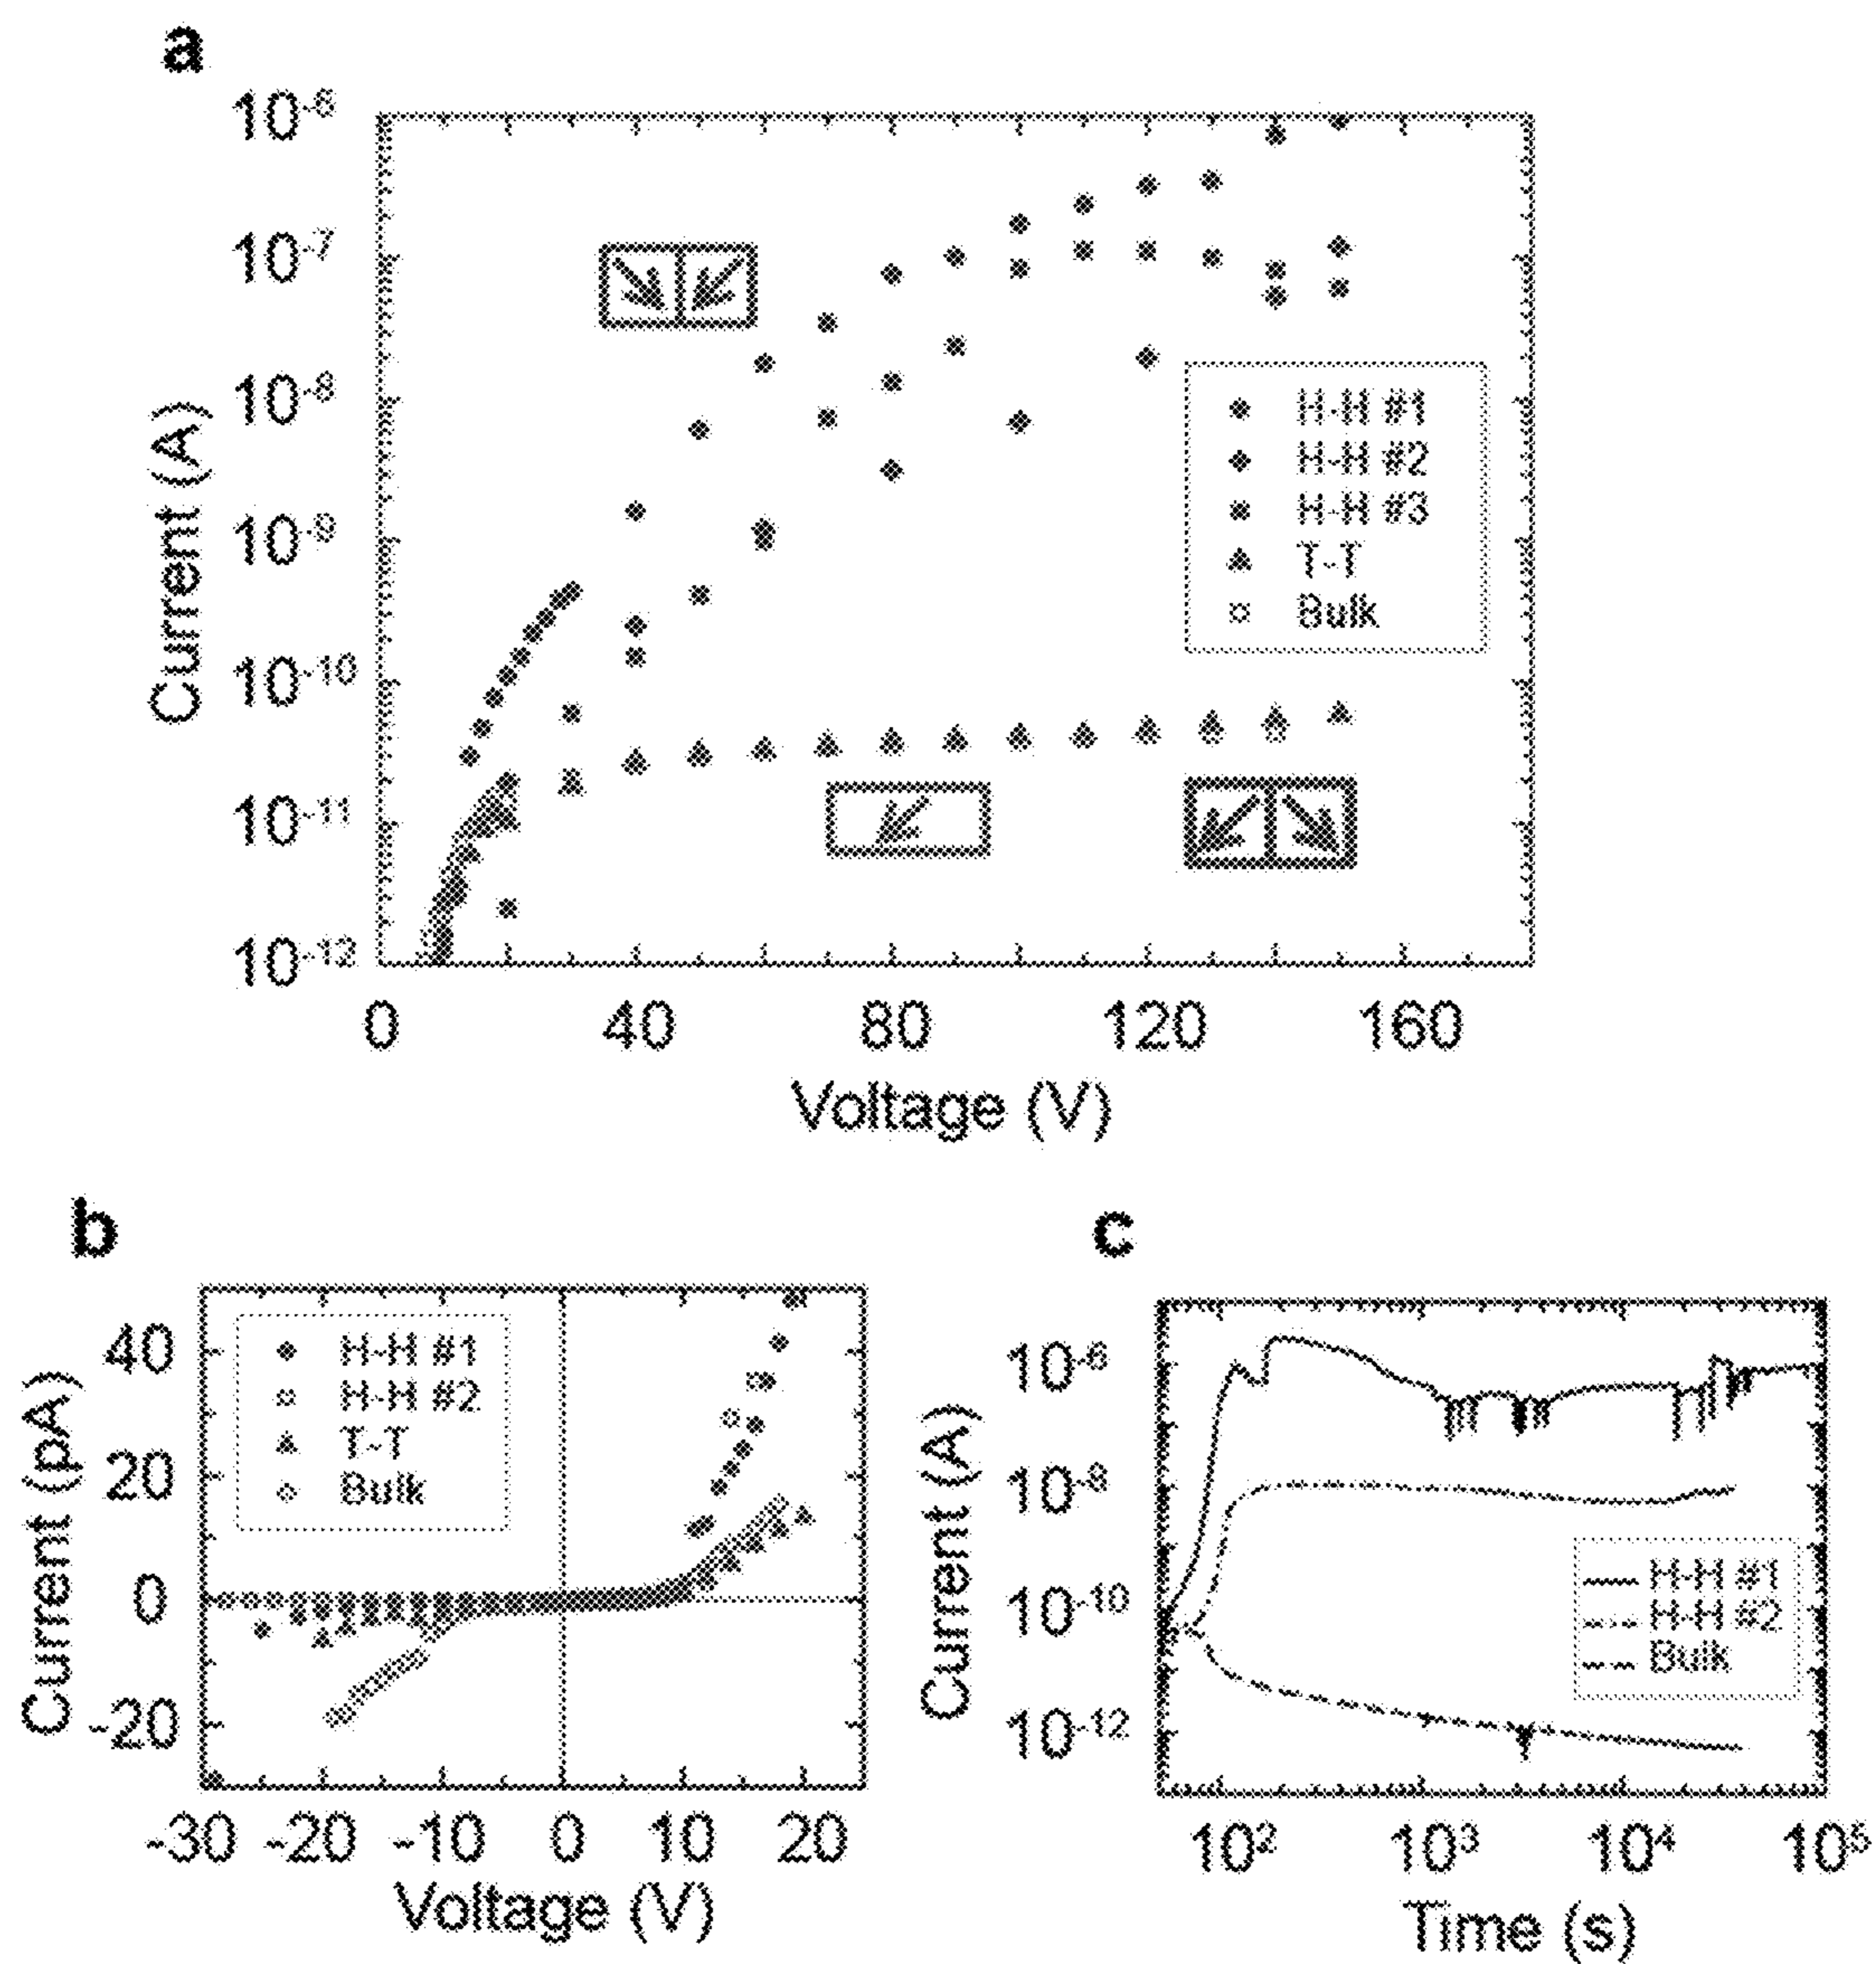 a
10-6
10-7
10-8
10-9
10-10
10-11
10-12
Current (A)
H-H #1
H-H #2
H-H #3
T-T
Bulk
0 40 80 120 160
Voltage (V)
b
40
20
0
-20
Current (pA)
H-H #1
H-H #2
T-T
Bulk
-30 -20 -10 0 10 20
Voltage (V)
c
10-6
10-8
10-10
10-12
Current (A)
H-H #1
H-H #2
Bulk
102 103 104 105
Time (s)